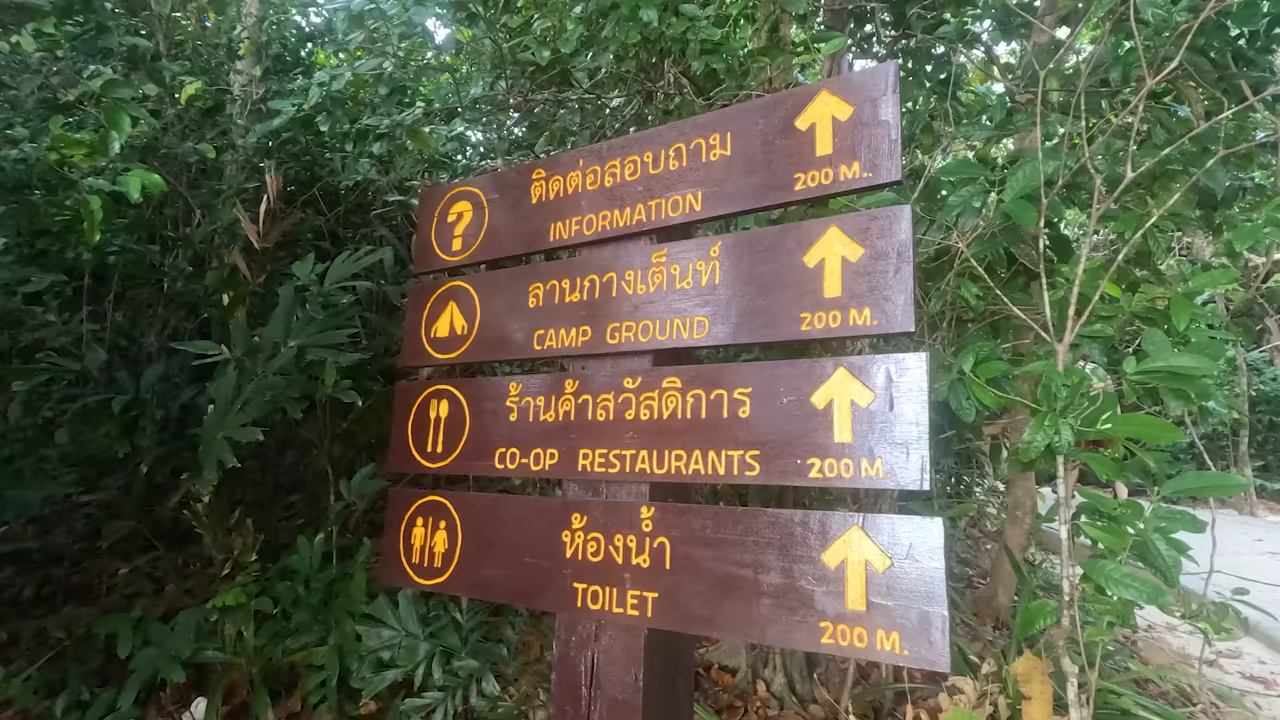 ติดต่อสอบถาม
INFORMATION
200 M..
ลานกางเต็นท์
CAMP GROUND
200 M.
ร้านค้าสวัสดิการ
CO-OP RESTAURANTS
200 M.
ห้องน้ำ
TOILET
200 M.